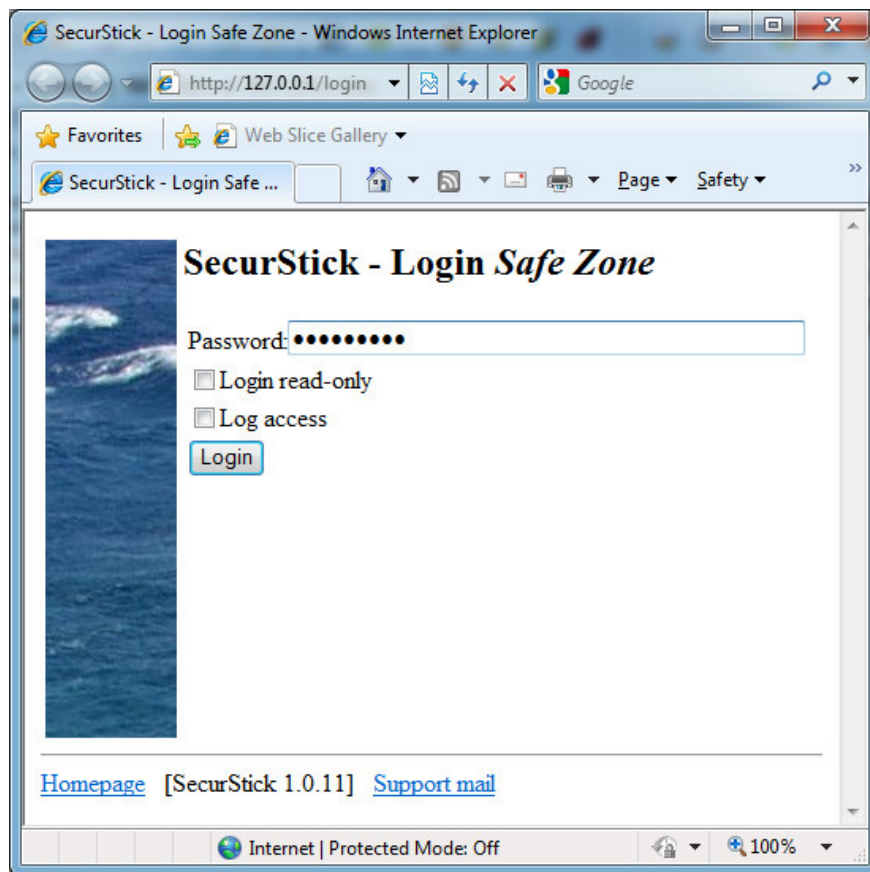 SecurStick - Login Safe Zone - Windows Internet Explorer
http://127.0.0.1/login
Google
Favorites
Web Slice Gallery
SecurStick - Login Safe ...
Page
Safety
»
SecurStick - Login Safe Zone
Password: •••••••••
Login read-only
Log access
Login
Homepage [SecurStick 1.0.11] Support mail
Internet | Protected Mode: Off
100%